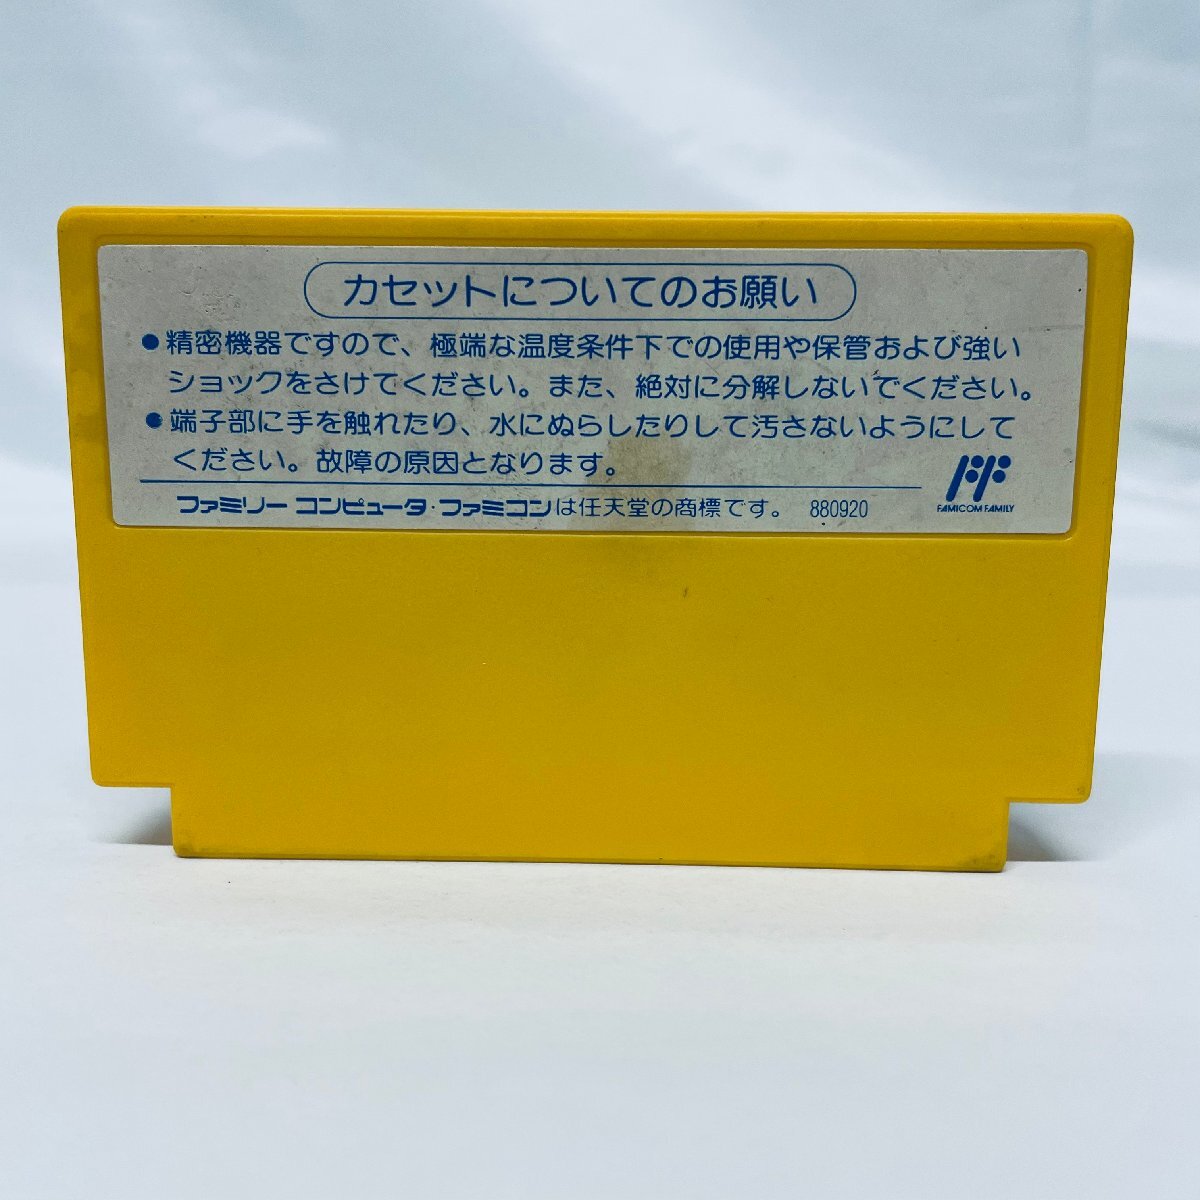 カセットについてのお願い
●精密機器ですので、極端な温度条件下での使用や保管および強い
ショックをさけてください。また、絶対に分解しないでください。
●端子部に手を触れたり、水にぬらしたりして汚さないようにして
ください。故障の原因となります。
ファミリーコンピュータ・ファミコンは任天堂の商標です。 880920
FAMICOM FAMILY